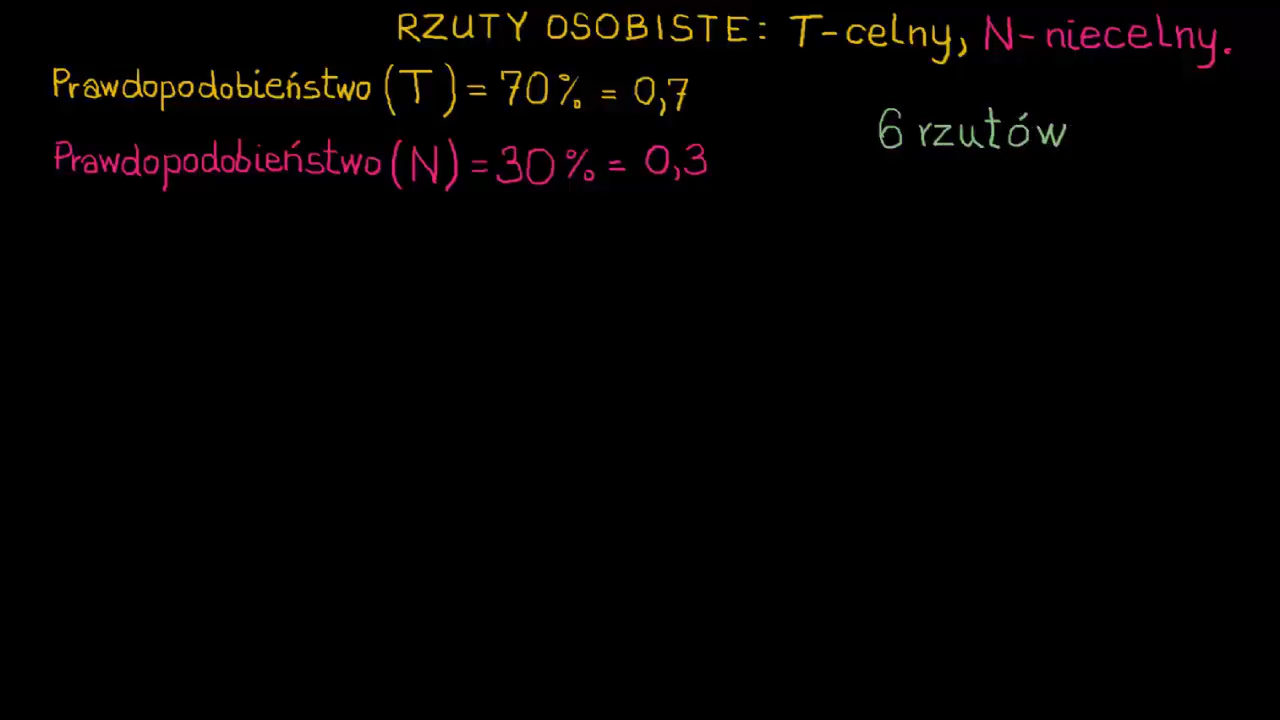 RZUTY OSOBISTE: T-celny, N-niecelny.
Prawdopodobieństwo (T) = 70% = 0,7
6 rzutów
Prawdopodobieństwo (N) = 30% = 0,3